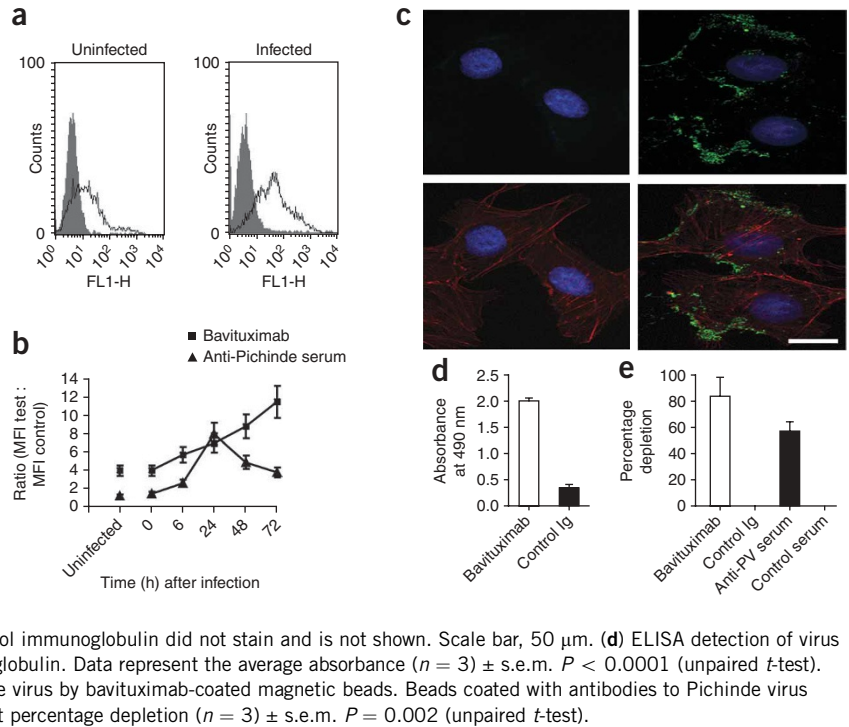 a
Uninfected
Infected
100
Counts
0
10⁰ 10¹ 10² 10³ 10⁴
FL1-H
100
Counts
0
10⁰ 10¹ 10² 10³ 10⁴
FL1-H
b
Bavituximab
Anti-Pichinde serum
Ratio (MFI test :
MFI control)
14
12
10
8
6
4
2
0
Uninfected 0 6 24 48 72
Time (h) after infection
c
d
Absorbance
at 490 nm
2.5
2.0
1.5
1.0
0.5
0.0
Bavituximab
Control Ig
e
Percentage
depletion
100
80
60
40
20
0
Bavituximab
Control Ig
Anti-PV serum
Control serum
ol immunoglobulin did not stain and is not shown. Scale bar, 50 μm. (d) ELISA detection of virus
globulin. Data represent the average absorbance (n = 3) ± s.e.m. P < 0.0001 (unpaired t-test).
e virus by bavituximab-coated magnetic beads. Beads coated with antibodies to Pichinde virus
t percentage depletion (n = 3) ± s.e.m. P = 0.002 (unpaired t-test).